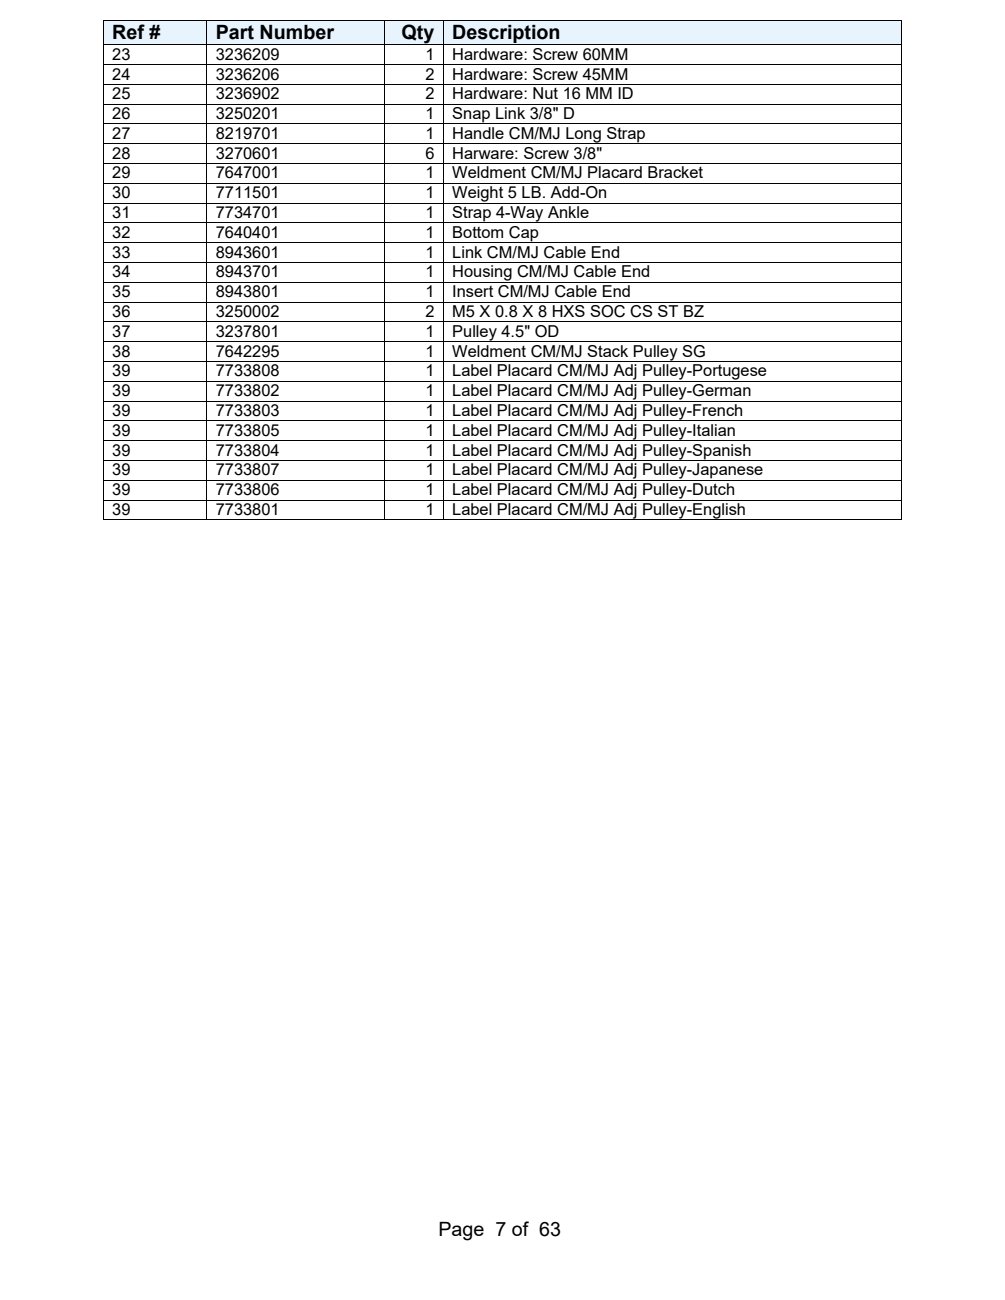 Ref # Part Number Qty Description
23 3236209 1 Hardware: Screw 60MM
24 3236206 2 Hardware: Screw 45MM
25 3236902 2 Hardware: Nut 16 MM ID
26 3250201 1 Snap Link 3/8" D
27 8219701 1 Handle CM/MJ Long Strap
28 3270601 6 Harware: Screw 3/8"
29 7647001 1 Weldment CM/MJ Placard Bracket
30 7711501 1 Weight 5 LB. Add-On
31 7734701 1 Strap 4-Way Ankle
32 7640401 1 Bottom Cap
33 8943601 1 Link CM/MJ Cable End
34 8943701 1 Housing CM/MJ Cable End
35 8943801 1 Insert CM/MJ Cable End
36 3250002 2 M5 X 0.8 X 8 HXS SOC CS ST BZ
37 3237801 1 Pulley 4.5" OD
38 7642295 1 Weldment CM/MJ Stack Pulley SG
39 7733808 1 Label Placard CM/MJ Adj Pulley-Portugese
39 7733802 1 Label Placard CM/MJ Adj Pulley-German
39 7733803 1 Label Placard CM/MJ Adj Pulley-French
39 7733805 1 Label Placard CM/MJ Adj Pulley-Italian
39 7733804 1 Label Placard CM/MJ Adj Pulley-Spanish
39 7733807 1 Label Placard CM/MJ Adj Pulley-Japanese
39 7733806 1 Label Placard CM/MJ Adj Pulley-Dutch
39 7733801 1 Label Placard CM/MJ Adj Pulley-English
Page 7 of 63